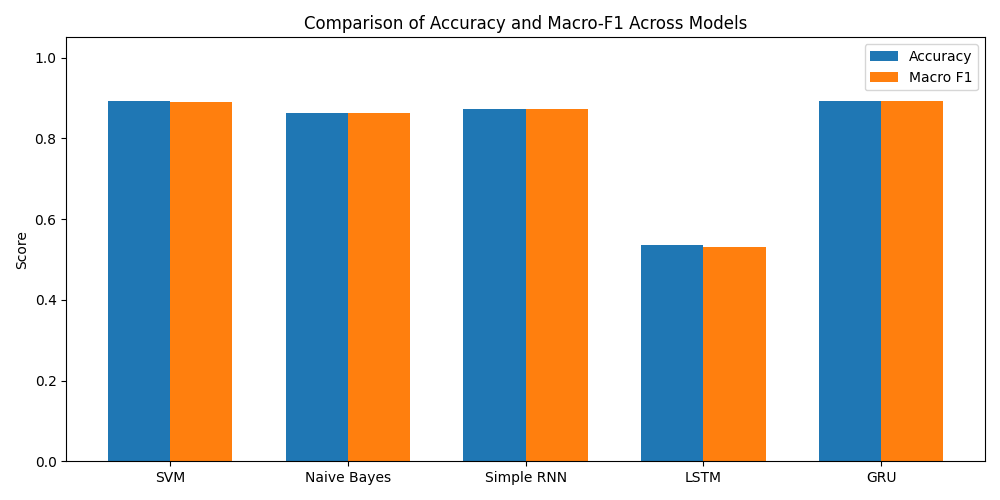 Comparison of Accuracy and Macro-F1 Across Models
Accuracy
Macro F1
Score
1.0
0.8
0.6
0.4
0.2
0.0
SVM Naive Bayes Simple RNN LSTM GRU